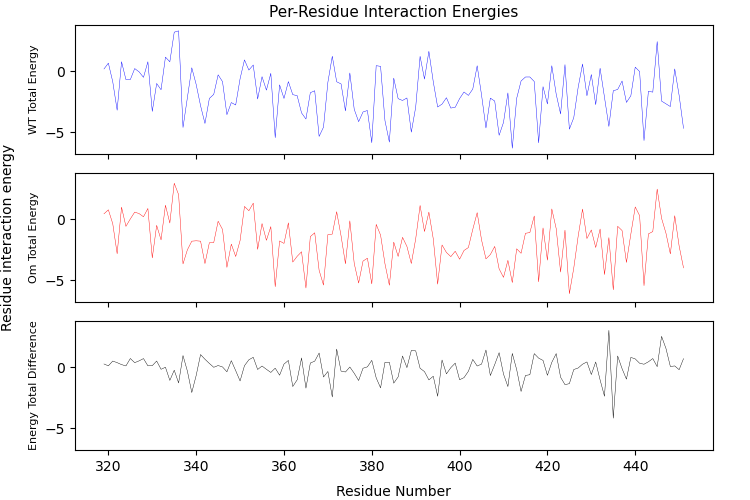 Per-Residue Interaction Energies
Residue interaction energy
WT Total Energy
0
−5
Om Total Energy
0
−5
Energy Total Difference
0
−5
320 340 360 380 400 420 440
Residue Number